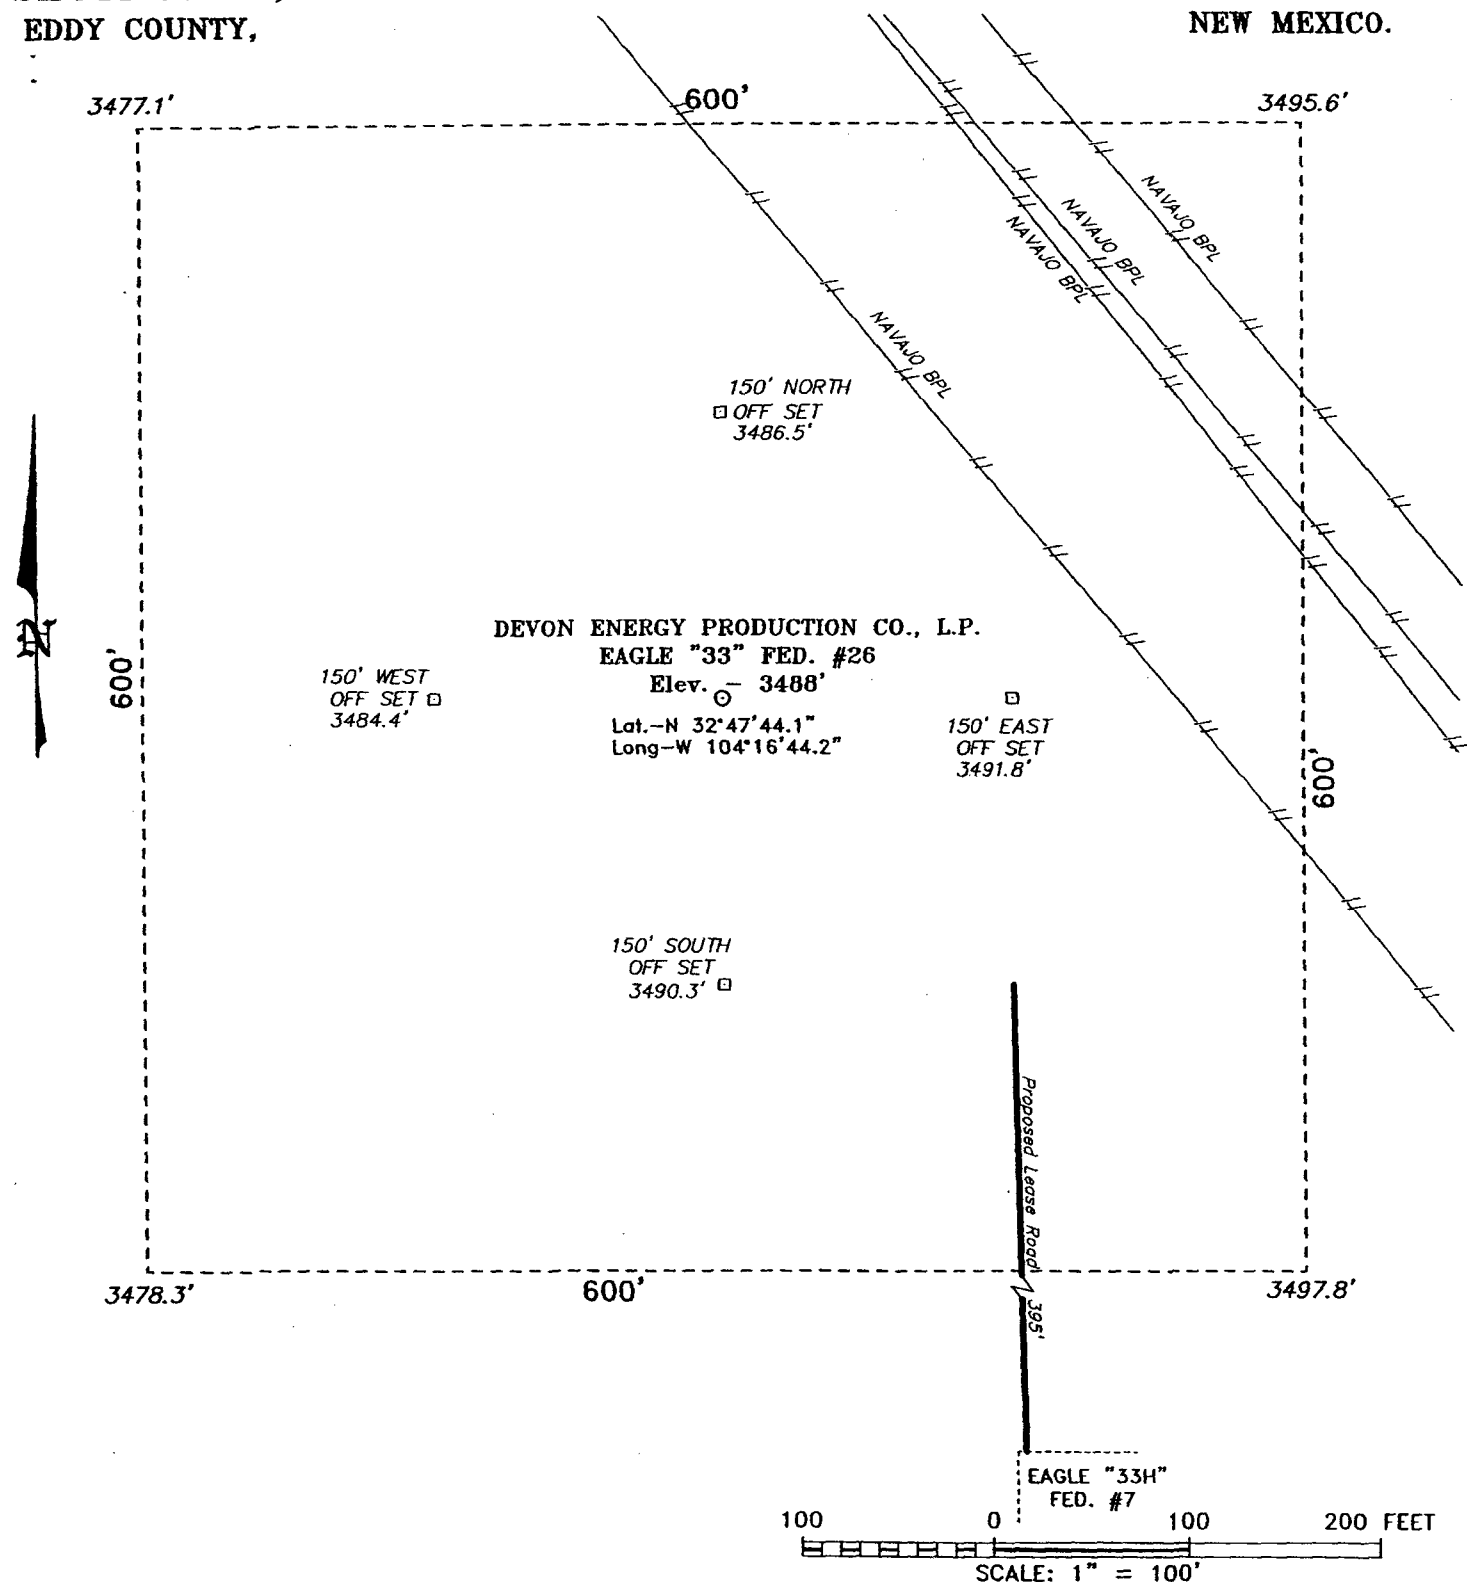 EDDY COUNTY,
NEW MEXICO.
3477.1'
600'
3495.6'
NAVAJO BPL
NAVAJO BPL
NAVAJO BPL
NAVAJO BPL
150' NORTH
OFF SET
3486.5'
N
600'
DEVON ENERGY PRODUCTION CO., L.P.
EAGLE "33" FED. #26
Elev. - 3488'
Lat.-N 32°47'44.1"
Long-W 104°16'44.2"
150' WEST
OFF SET
3484.4'
150' EAST
OFF SET
3491.8'
600'
150' SOUTH
OFF SET
3490.3'
Proposed Lease Road
395'
3478.3'
600'
3497.8'
EAGLE "33H"
FED. #7
100 0 100 200 FEET
SCALE: 1" = 100'